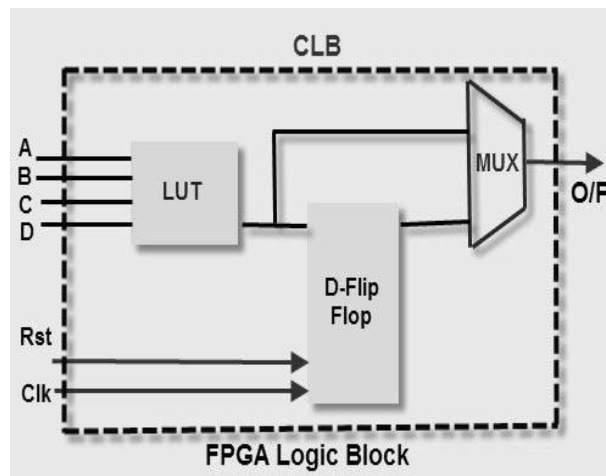 CLB
A
B
C
D
LUT
MUX
O/P
D-Flip
Flop
Rst
Clk
FPGA Logic Block